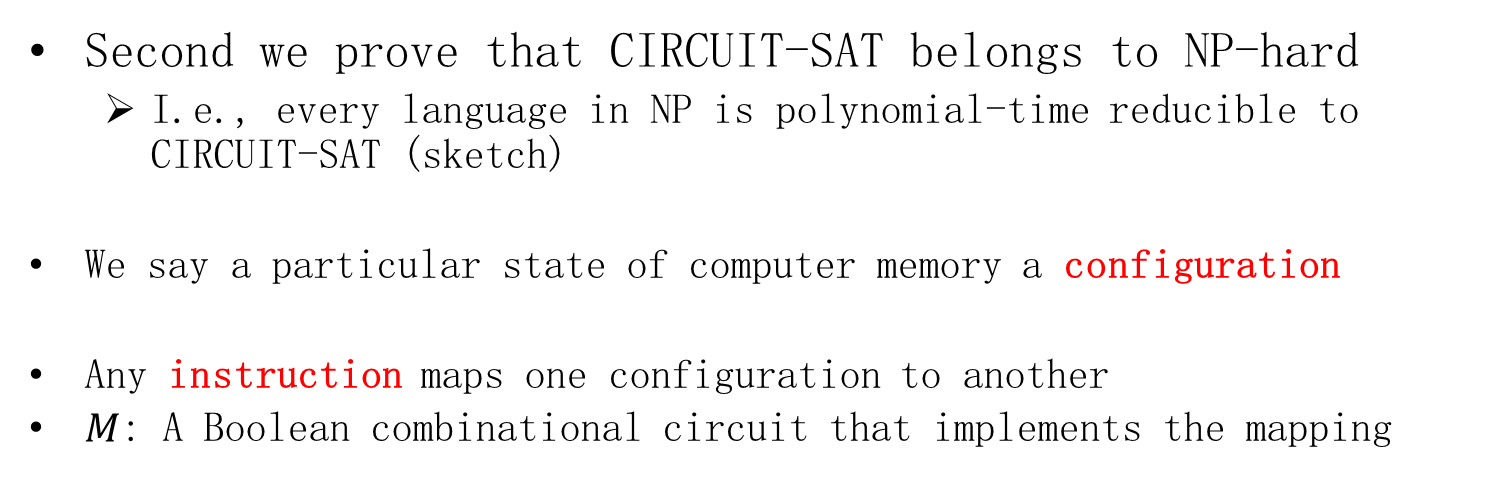 • Second we prove that CIRCUIT-SAT belongs to NP-hard
➢ I.e., every language in NP is polynomial-time reducible to
CIRCUIT-SAT (sketch)
• We say a particular state of computer memory a configuration
• Any instruction maps one configuration to another
• M: A Boolean combinational circuit that implements the mapping